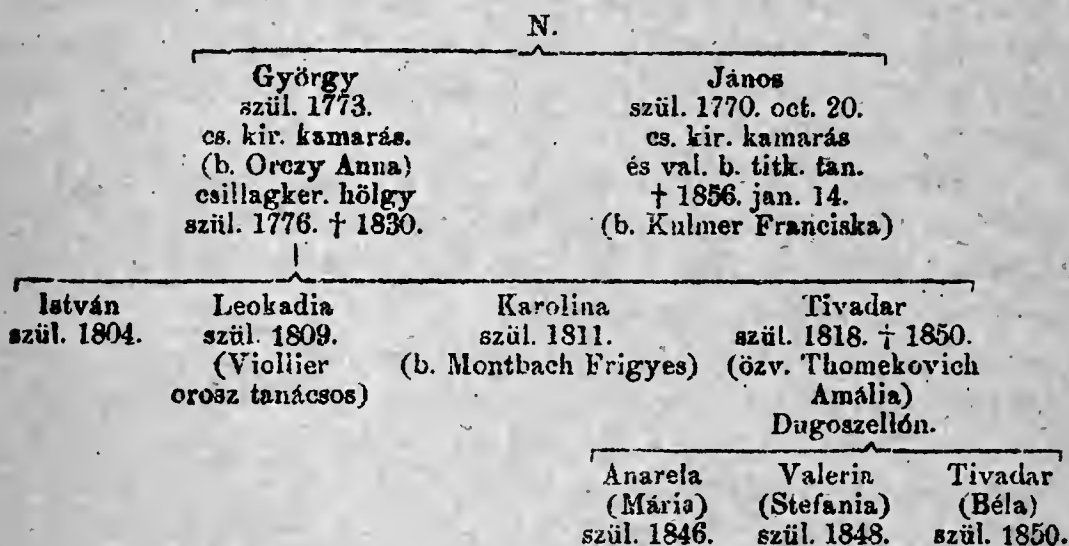 N.
György
szül. 1773.
cs. kir. kamarás.
(b. Orczy Anna)
csillagker. hölgy
szül. 1776. † 1830.
János
szül. 1770. oct. 20.
cs. kir. kamarás
és val. b. titk. tan.
† 1856. jan. 14.
(b. Kulmer Franciska)
István
szül. 1804.
Leokadia
szül. 1809.
(Viollier
orosz tanácsos)
Karolina
szül. 1811.
(b. Montbach Frigyes)
Tivadar
szül. 1818. † 1850.
(özv. Thomekovich
Amália)
Dugoszellón.
Anarela
(Mária)
szül. 1846.
Valeria
(Stefania)
szül. 1848.
Tivadar
(Béla)
szül. 1850.